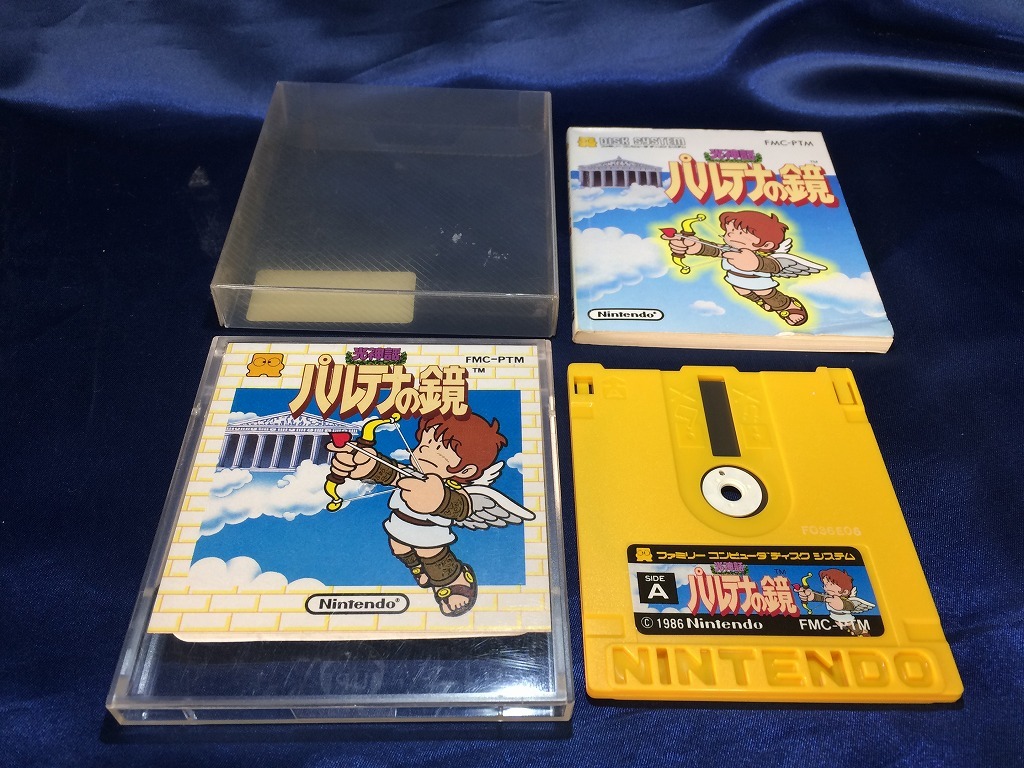 DISK SYSTEM
FMC-PTM
光神話
パルテナの鏡
TM
Nintendo®
光神話
FMC-PTM
パルテナの鏡
TM
Nintendo®
ファミリー コンピュータ ディスク システム
SIDE
A
光神話
パルテナの鏡
TM
© 1986 Nintendo
FMC-PTM
NINTENDO